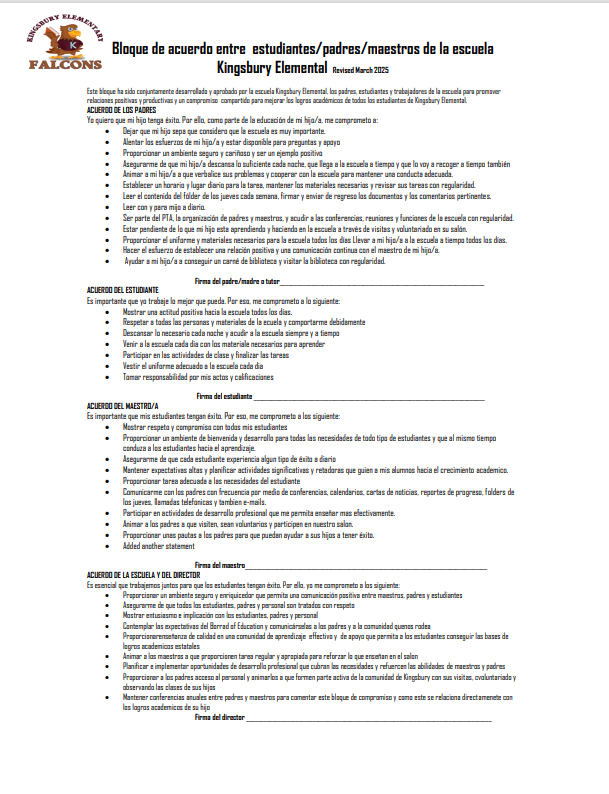 KINGSBURY ELEMENTARY
FALCONS
Bloque de acuerdo entre estudiantes/padres/maestros de la escuela
Kingsbury Elemental Revised March 2025
Este bloque ha sido conjuntamente desarrollado y aprobado por la escuela Kingsbury Elemental, los padres, estudiantes y trabajadores de la escuela para promover
relaciones positivas y productivas y un compromiso compartido para mejorar los logros académicos de todos los estudiantes de Kingsbury Elemental.
ACUERDO DE LOS PADRES
Yo quiero que mi hijo tenga éxito. Por ello, como parte de la educación de mi hijo/a, me comprometo a:
• Dejar que mi hijo sepa que considero que la escuela es muy importante.
• Alentar los esfuerzos de mi hijo/a y estar disponible para preguntas y apoyo
• Proporcionar un ambiente seguro y cariñoso y ser un ejemplo positivo
• Asegurarme de que mi hijo/a descansa lo suficiente cada noche, que llega a la escuela a tiempo y que lo voy a recoger a tiempo también
• Animar a mi hijo/a a que verbalice sus problemas y cooperar con la escuela para mantener una conducta adecuada.
• Establecer un horario y lugar diario para la tarea, mantener los materiales necesarios y revisar sus tareas con regularidad.
• Leer el contenido del fólder de los jueves cada semana, firmar y enviar de regreso los documentos y los comentarios pertinentes.
• Leer con y para mijo a diario.
• Ser parte del PTA, la organización de padres y maestros, y acudir a las conferencias, reuniones y funciones de la escuela con regularidad.
• Estar pendiente de lo que mi hijo esta aprendiendo y haciendo en la escuela a través de visitas y voluntariado en su salón.
• Proporcionar el uniforme y materiales necesarios para la escuela todos los días Llevar a mi hijo/a a la escuela a tiempo todos los días.
• Hacer el esfuerzo de establecer una relación positiva y una comunicación continua con el maestro de mi hijo/a.
• Ayudar a mi hijo/a a conseguir un carné de biblioteca y visitar la biblioteca con regularidad.
Firma del padre/madre o tutor
ACUERDO DEL ESTUDIANTE
Es importante que yo trabaje lo mejor que pueda. Por eso, me comprometo a lo siguiente:
• Mostrar una actitud positiva hacia la escuela todos los días.
• Respetar a todas las personas y materiales de la ecuela y comportarme debidamente
• Descansar lo necesario cada noche y acudir a la escuela siempre y a tiempo
• Venir a la escuela cada día con los materiales necesarios para aprender
• Participar en las actividades de clase y finalizar las tareas
• Vestir el uniforme adecuado a la escuela cada día
• Tomar responsabilidad por mis actos y calificaciones
Firma del estudiante
ACUERDO DEL MAESTRO/A
Es importante que mis estudiantes tengan éxito. Por eso, me comprometo a los siguiente:
• Mostrar respeto y compromiso con todos mis estudiantes
• Proporcionar un ambiente de bienvenida y desarrollo para todas las necesidades de todo tipo de estudiantes y que al mismo tiempo
conduza a los estudiantes hacia el aprendizaje.
• Asegurarme de que cada estudiante experiencia algun tipo de éxito a diario
• Mantener expectativas altas y planificar actividades significativas y retadoras que guien a mis alumnos hacia el crecimiento academico.
• Proporcionar tarea adecuada a las necesidades del estudiante
• Comunicarme con los padres con frecuencia por medio de conferencias, calendarios, cartas de noticias, reportes de progreso, folders de
los jueves, llamadas telefonicas y tambien e-mails.
• Participar en actividades de desarrollo profesional que me permita enseñar mas efectivamente.
• Animar a los padres a que visiten, sean voluntarios y participen en nuestro salon.
• Proporcionar unas pautas a los padres para que puedan ayudar a sus hijos a tener éxito.
• Added another statement
Firma del maestro
ACUERDO DE LA ESCUELA Y DEL DIRECTOR
Es esencial que trabajemos juntos para que los estudiantes tengan éxito. Por ello, yo me comprometo a los siguiente:
• Proporcionar un ambiente seguro y enriquicedor que permita una comunicación positiva entre maestros, padres y estudiantes
• Asegurarme de que todos los estudiantes, padres y personal son tratados con respeto
• Mostrar entusiasmo e implicación con los estudiantes, padres y personal
• Contemplar las expectativas del Borrad of Education y comunicárselas a los padres y a la comunidad quenos rodea
• Proporcionarenseñanza de calidad en una comunidad de aprendizaje effectivo y de apoyo que permita a los estudiantes conseguir las bases de
logros academicos estatales
• Animar a los maestros a que proporcionen tarea regular y apropiada para reforzar lo que enseñan en el salon
• Planificar e implementar oportunidades de desarrollo profesional que cubran las necesidades y refuercen las abilidades de maestros y padres
• Proporcionar a los padres acceso al personal y animarlos a que formen parte activa de la comunidad de Kingsbury con sus visitas, ovoluntariado y
observando las clases de sus hijos
• Mantener conferencias anuales entre padres y maestros para comentar este bloque de compromiso y como este se relaciona directamenete con
los logros academicos de su hijo
Firma del director